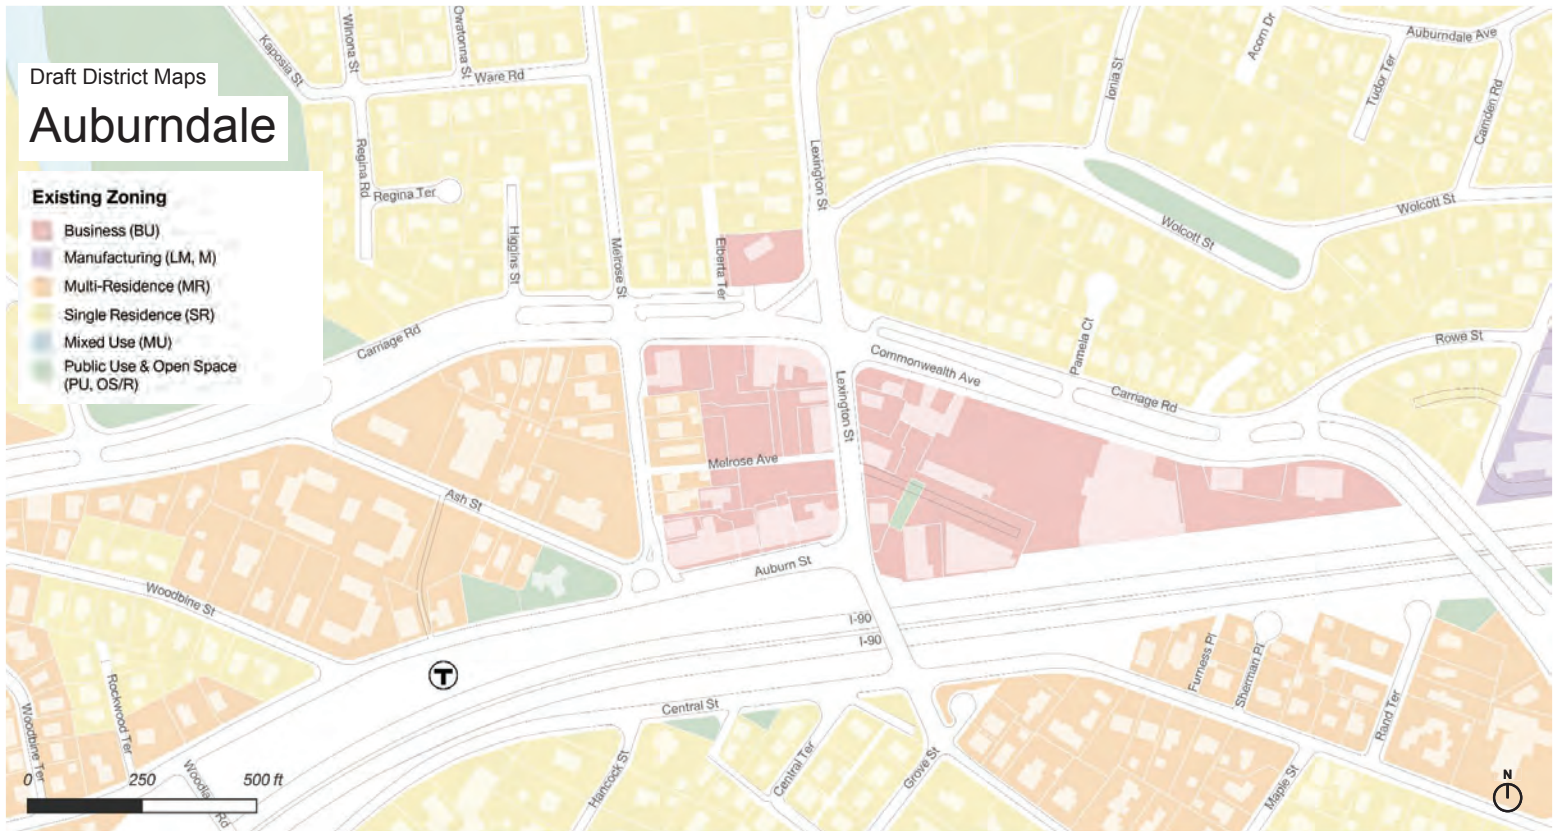 Draft District Maps
Auburndale
Existing Zoning
Business (BU)
Manufacturing (LM, M)
Multi-Residence (MR)
Single Residence (SR)
Mixed Use (MU)
Public Use & Open Space
(PU, OS/R)
Kaposia St
Winona St
Owatonna St
Ware Rd
Regina Rd
Regina Ter
Higgins St
Melrose St
Elberta Ter
Lexington St
Ionia St
Acorn Dr
Auburndale Ave
Tudor Ter
Camden Rd
Wolcott St
Wolcott St
Carriage Rd
Pamela Ct
Rowe St
Commonwealth Ave
Carriage Rd
Lexington St
Melrose Ave
Ash St
Auburn St
Woodbine St
I-90
I-90
T
Furness Pl
Sherman Pl
Rand Ter
Rockwood Ter
Woodbine Ter
Central St
Hancock St
Central Ter
Grove St
Maple St
0 250 500 ft
N